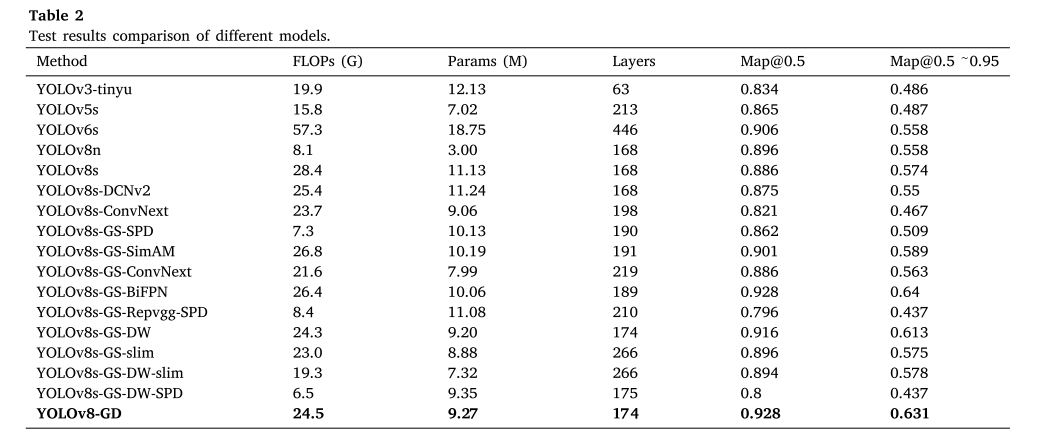 Table 2
Test results comparison of different models.
Method FLOPs (G) Params (M) Layers Map@0.5 Map@0.5 ~0.95
YOLOv3-tinyu 19.9 12.13 63 0.834 0.486
YOLOv5s 15.8 7.02 213 0.865 0.487
YOLOv6s 57.3 18.75 446 0.906 0.558
YOLOv8n 8.1 3.00 168 0.896 0.558
YOLOv8s 28.4 11.13 168 0.886 0.574
YOLOv8s-DCNv2 25.4 11.24 168 0.875 0.55
YOLOv8s-ConvNext 23.7 9.06 198 0.821 0.467
YOLOv8s-GS-SPD 7.3 10.13 190 0.862 0.509
YOLOv8s-GS-SimAM 26.8 10.19 191 0.901 0.589
YOLOv8s-GS-ConvNext 21.6 7.99 219 0.886 0.563
YOLOv8s-GS-BiFPN 26.4 10.06 189 0.928 0.64
YOLOv8s-GS-Repvgg-SPD 8.4 11.08 210 0.796 0.437
YOLOv8s-GS-DW 24.3 9.20 174 0.916 0.613
YOLOv8s-GS-slim 23.0 8.88 266 0.896 0.575
YOLOv8s-GS-DW-slim 19.3 7.32 266 0.894 0.578
YOLOv8s-GS-DW-SPD 6.5 9.35 175 0.8 0.437
YOLOv8-GD 24.5 9.27 174 0.928 0.631